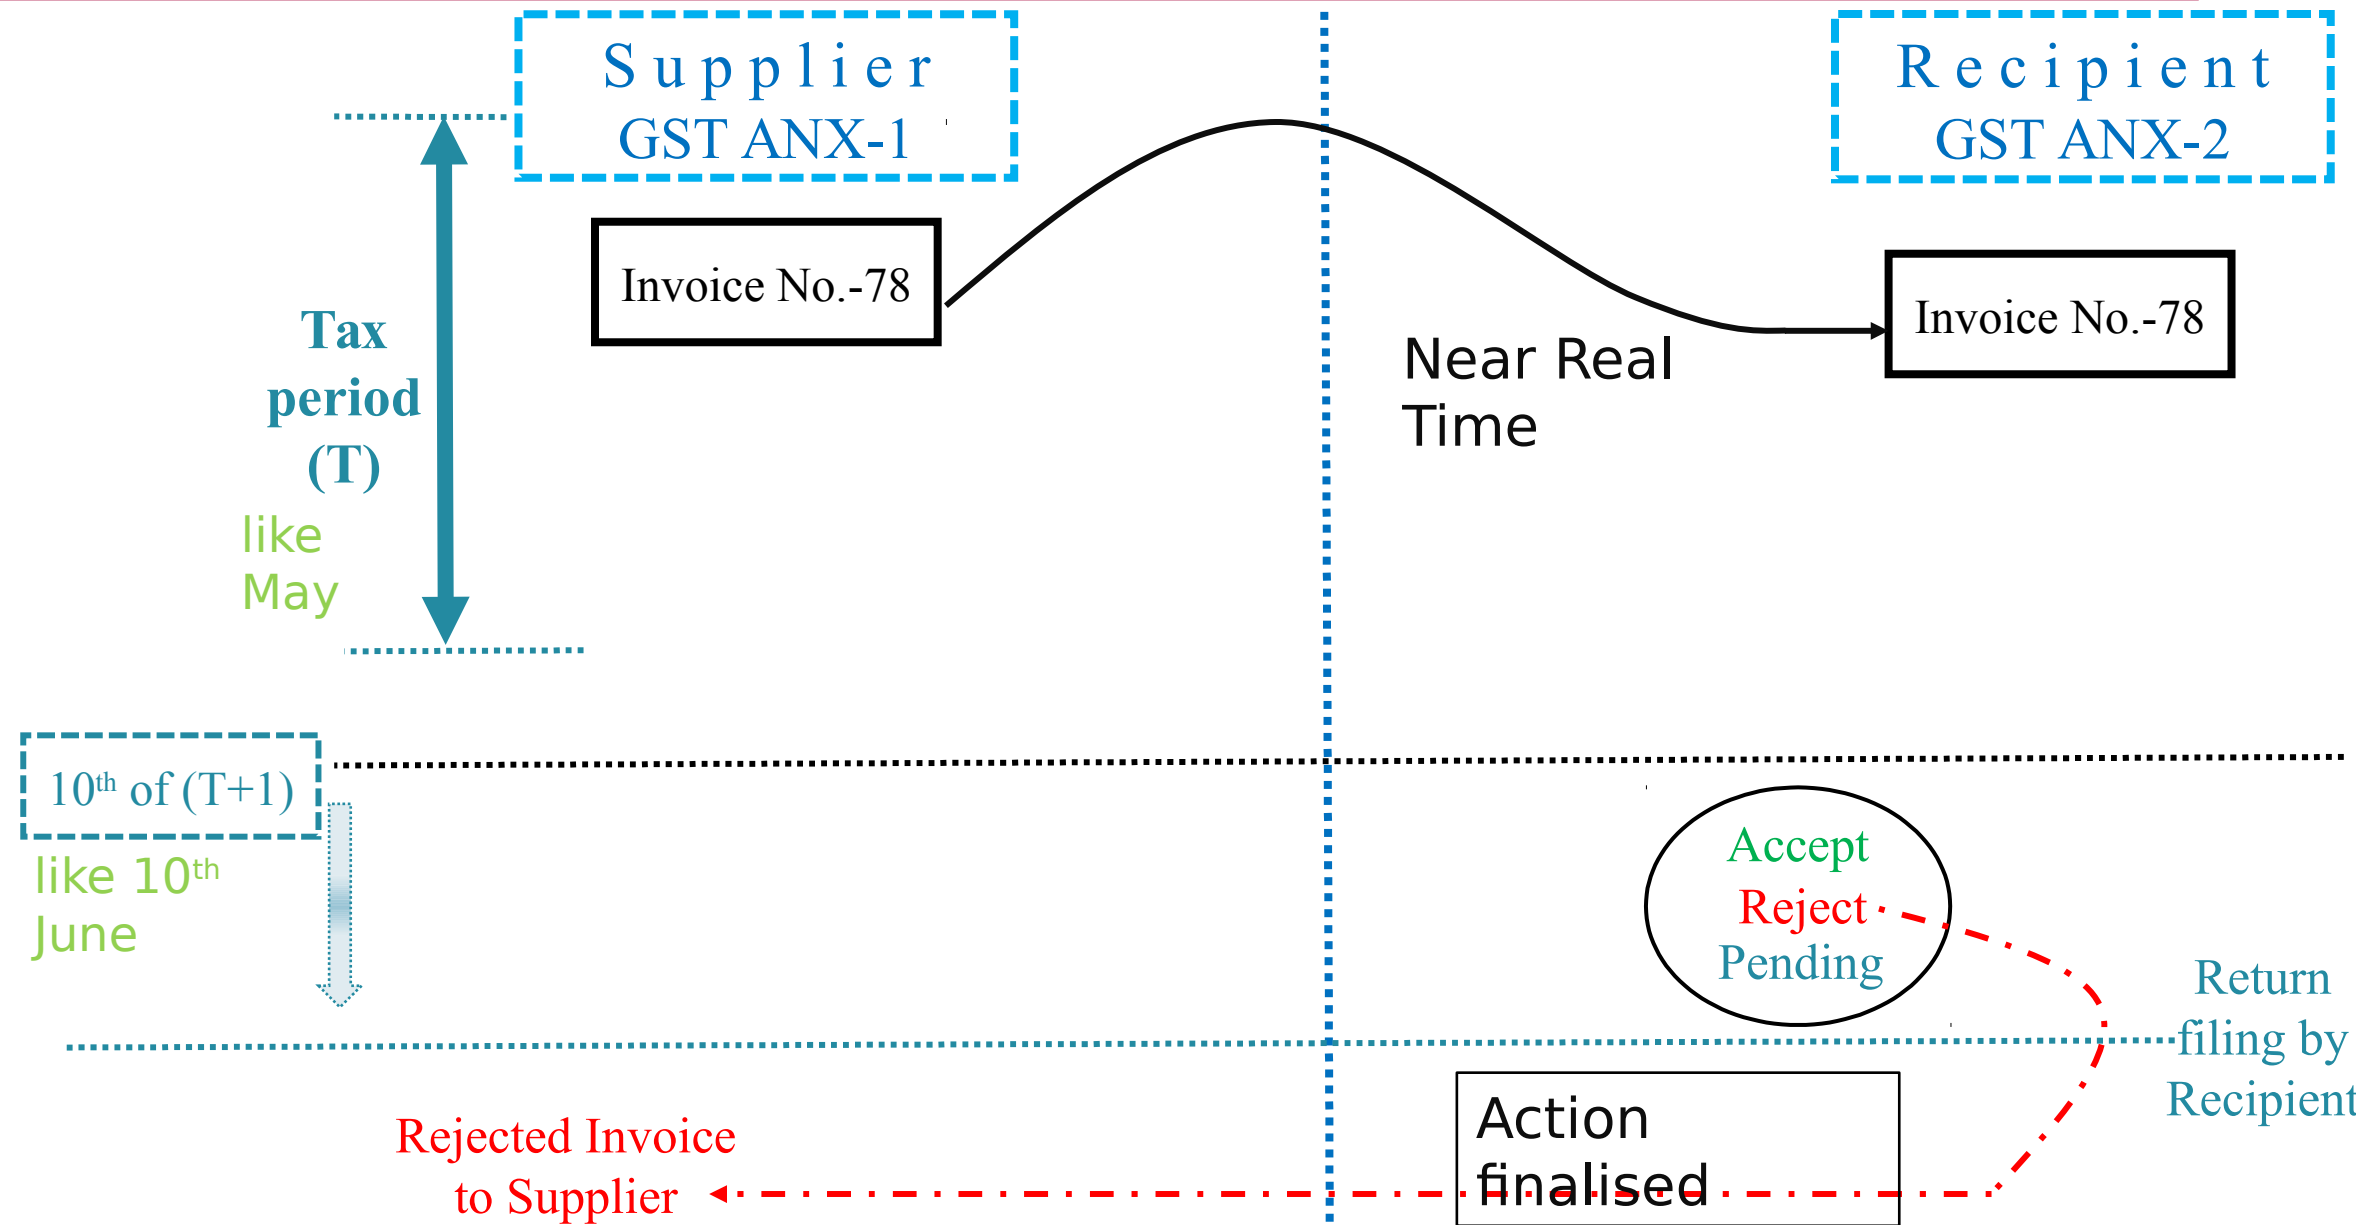 Supplier
GST ANX-1
Recipient
GST ANX-2
Invoice No.-78
Invoice No.-78
Near Real
Time
Tax
period
(T)
like
May
10th of (T+1)
like 10th
June
Accept
Reject
Pending
Return
filing by
Recipient
Action
finalised
Rejected Invoice
to Supplier